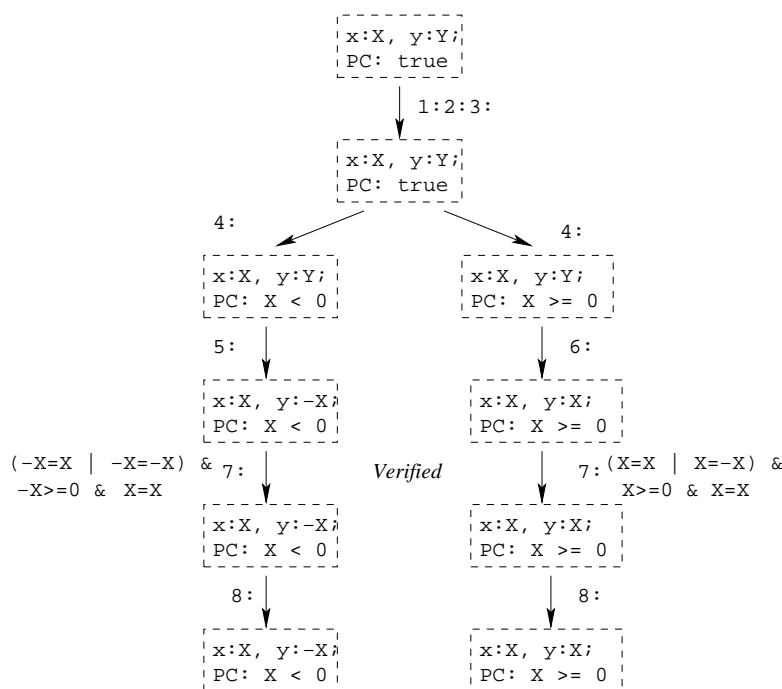 x:X, y:Y;
PC: true
1:2:3:
x:X, y:Y;
PC: true
4:
4:
x:X, y:Y;
PC: X < 0
x:X, y:Y;
PC: X >= 0
5:
6:
x:X, y:-X;
PC: X < 0
x:X, y:X;
PC: X >= 0
(-X=X | -X=-X) &
-X>=0 & X=X
7:
Verified
7:
(X=X | X=-X) &
X>=0 & X=X
x:X, y:-X;
PC: X < 0
x:X, y:X;
PC: X >= 0
8:
8:
x:X, y:-X;
PC: X < 0
x:X, y:X;
PC: X >= 0